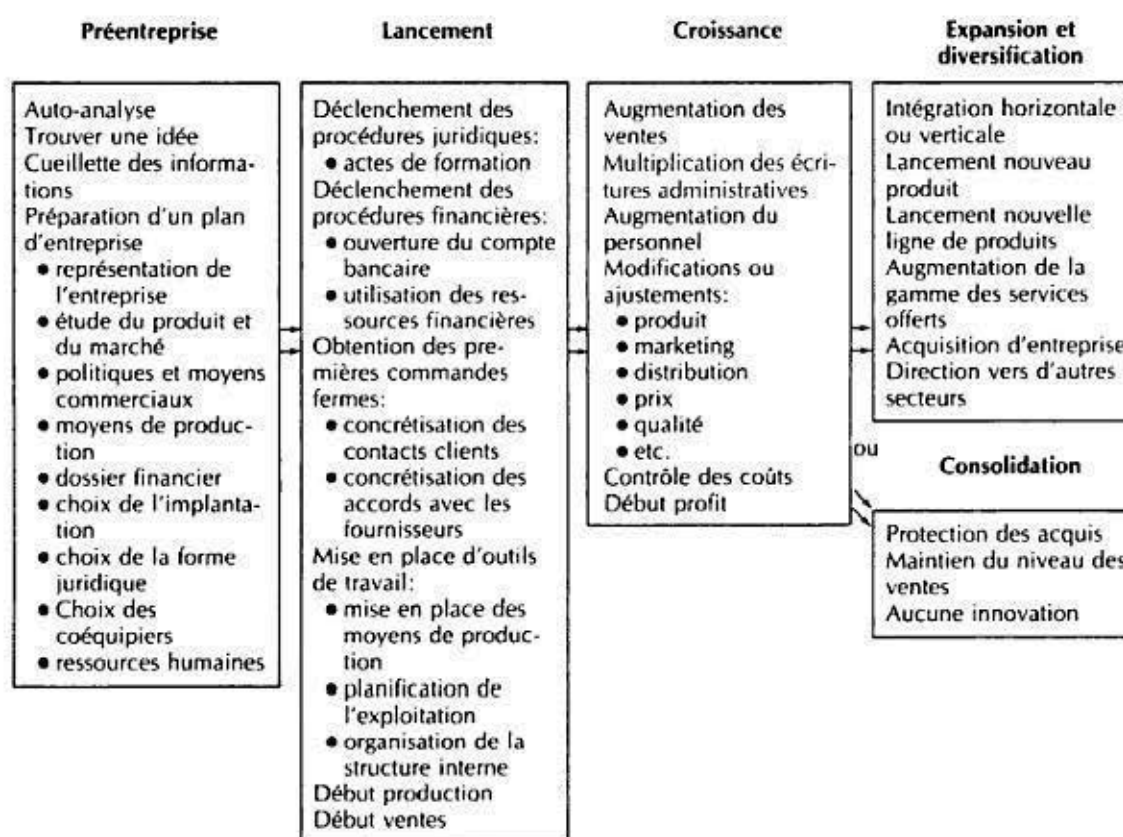 Préentreprise
Auto-analyse
Trouver une idée
Cueillette des informa-
tions
Préparation d'un plan
d'entreprise
• représentation de
l'entreprise
• étude du produit et
du marché
• politiques et moyens
commerciaux
• moyens de produc-
tion
• dossier financier
• choix de l'implanta-
tion
• choix de la forme
juridique
• Choix des
coéquipiers
• ressources humaines
Lancement
Déclenchement des
procédures juridiques:
• actes de formation
Déclenchement des
procédures financières:
• ouverture du compte
bancaire
• utilisation des res-
sources financières
Obtention des pre-
mières commandes
fermes:
• concrétisation des
contacts clients
• concrétisation des
accords avec les
fournisseurs
Mise en place d'outils
de travail:
• mise en place des
moyens de produc-
tion
• planification de
l'exploitation
• organisation de la
structure interne
Début production
Début ventes
Croissance
Augmentation des
ventes
Multiplication des écri-
tures administratives
Augmentation du
personnel
Modifications ou
ajustements:
• produit
• marketing
• distribution
• prix
• qualité
• etc.
Contrôle des coûts
Début profit
Expansion et
diversification
Intégration horizontale
ou verticale
Lancement nouveau
produit
Lancement nouvelle
ligne de produits
Augmentation de la
gamme des services
offerts
Acquisition d'entreprise
Direction vers d'autres
secteurs
ou
Consolidation
Protection des acquis
Maintien du niveau des
ventes
Aucune innovation